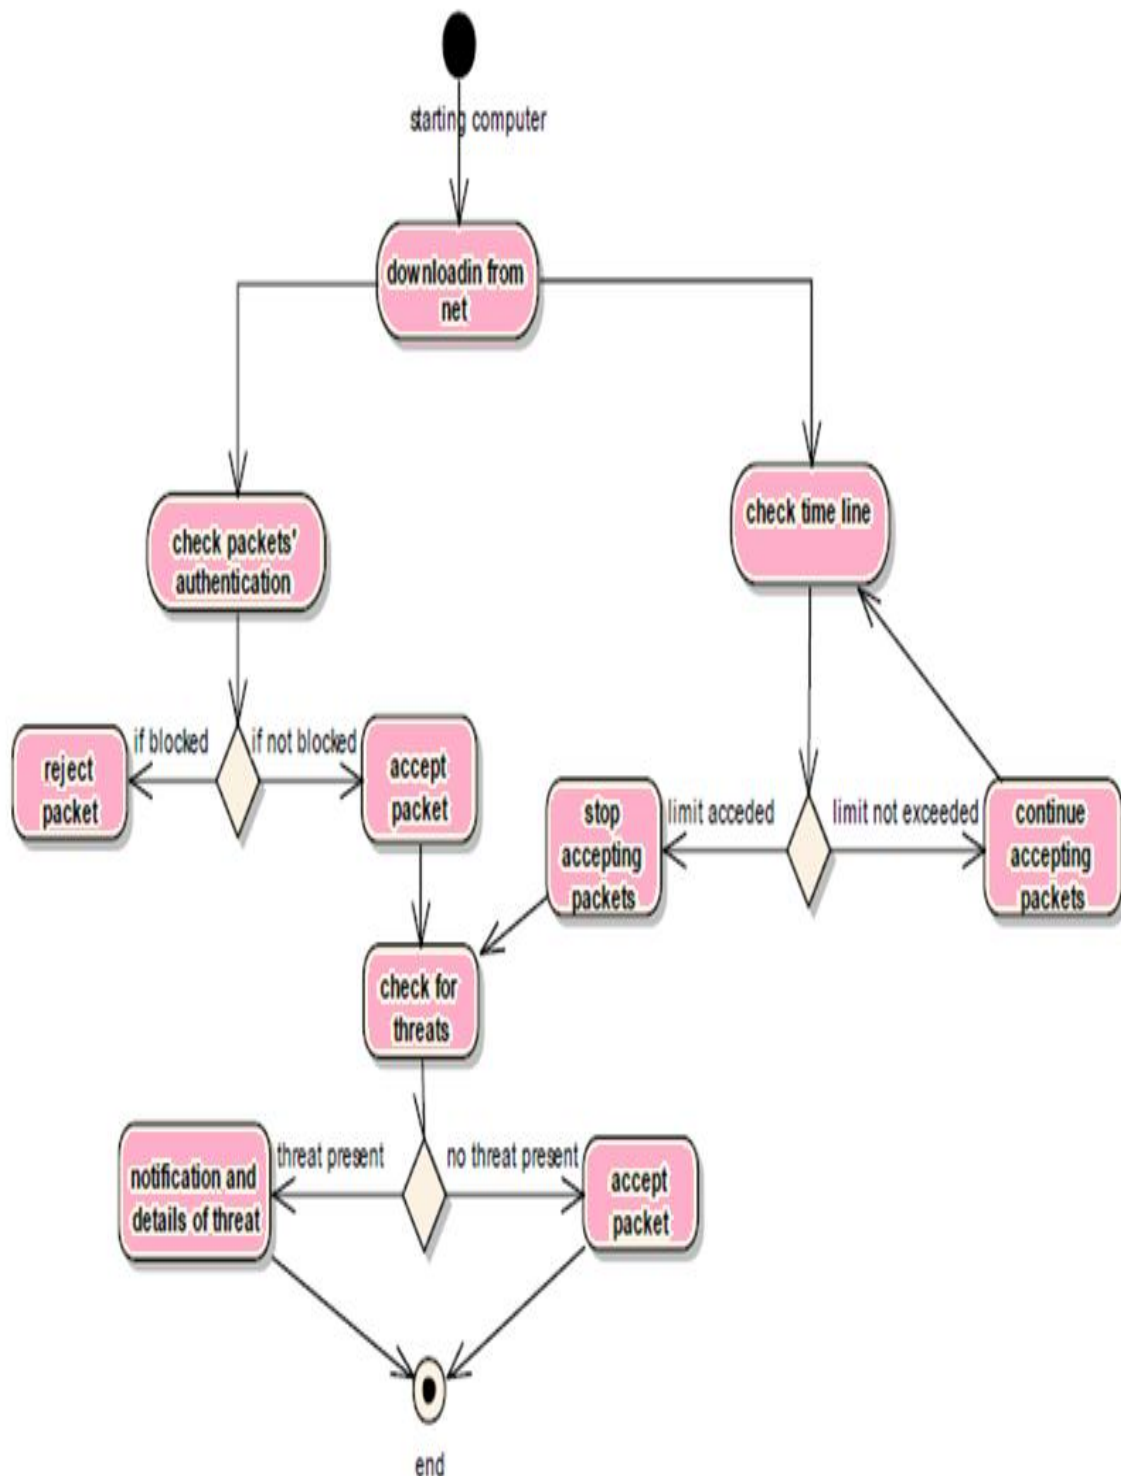 starting computer
downloadin from
net
check time line
check packets'
authentication
if blocked
if not blocked
reject
packet
accept
packet
limit acceded
limit not exceeded
stop
accepting
packets
continue
accepting
packets
check for
threats
threat present
no threat present
notification and
details of threat
accept
packet
end